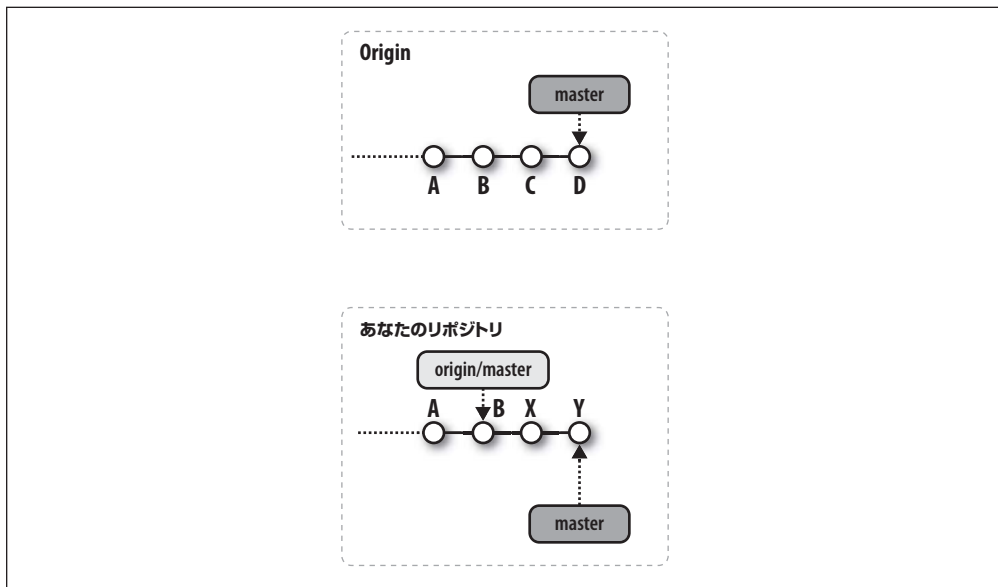 Origin
master
A B C D
あなたのリポジトリ
origin/master
A B X Y
master